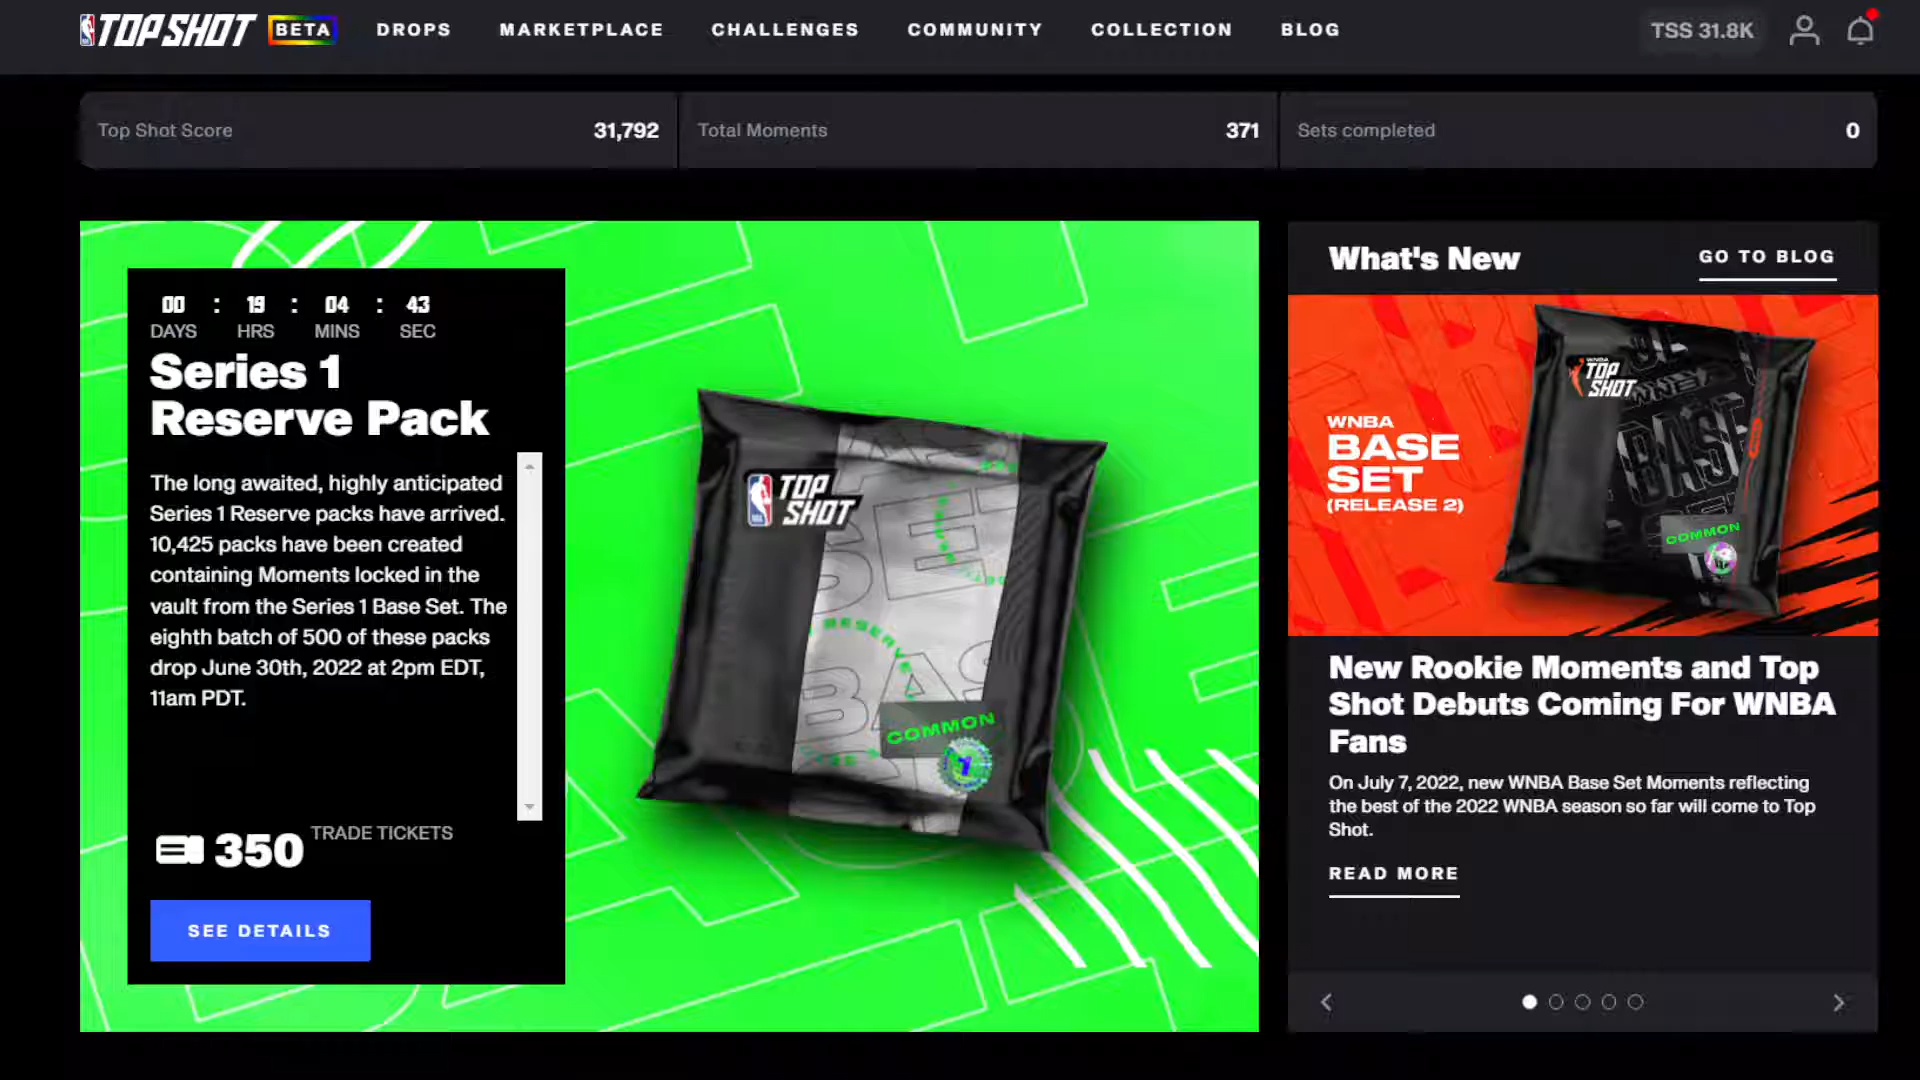 TOP SHOT BETA DROPS MARKETPLACE CHALLENGES COMMUNITY COLLECTION BLOG TSS 31.8K
Top Shot Score 31,792 Total Moments 371 Sets completed 0
00 : 19 : 04 : 43
DAYS HRS MINS SEC
Series 1
Reserve Pack
The long awaited, highly anticipated
Series 1 Reserve packs have arrived.
10,425 packs have been created
containing Moments locked in the
vault from the Series 1 Base Set. The
eighth batch of 500 of these packs
drop June 30th, 2022 at 2pm EDT,
11am PDT.
350 TRADE TICKETS
SEE DETAILS
TOP
SHOT
RESERVE
COMMON
1
What's New GO TO BLOG
WNBA
BASE
SET
(RELEASE 2)
WNBA
TOP
SHOT
BASE
COMMON
New Rookie Moments and Top
Shot Debuts Coming For WNBA
Fans
On July 7, 2022, new WNBA Base Set Moments reflecting
the best of the 2022 WNBA season so far will come to Top
Shot.
READ MORE